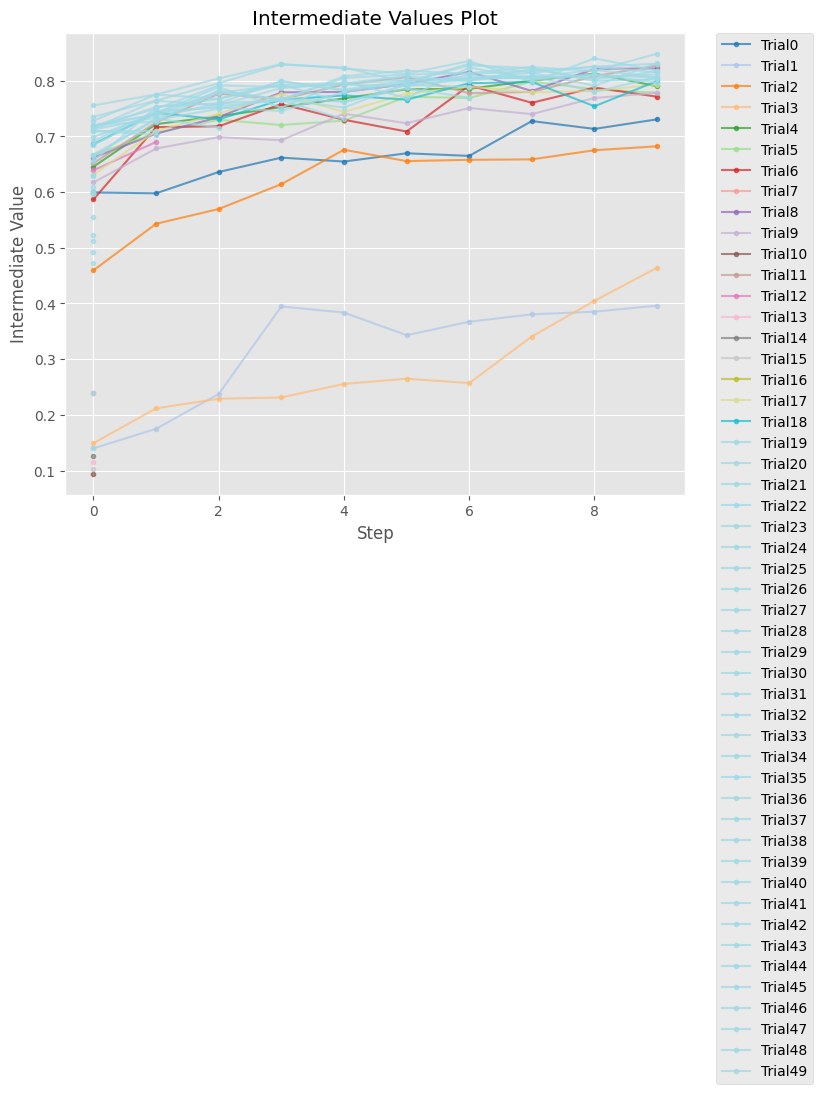 Intermediate Values Plot
Intermediate Value
0.8
0.7
0.6
0.5
0.4
0.3
0.2
0.1
0
2
4
6
8
Step
Trial0
Trial1
Trial2
Trial3
Trial4
Trial5
Trial6
Trial7
Trial8
Trial9
Trial10
Trial11
Trial12
Trial13
Trial14
Trial15
Trial16
Trial17
Trial18
Trial19
Trial20
Trial21
Trial22
Trial23
Trial24
Trial25
Trial26
Trial27
Trial28
Trial29
Trial30
Trial31
Trial32
Trial33
Trial34
Trial35
Trial36
Trial37
Trial38
Trial39
Trial40
Trial41
Trial42
Trial43
Trial44
Trial45
Trial46
Trial47
Trial48
Trial49